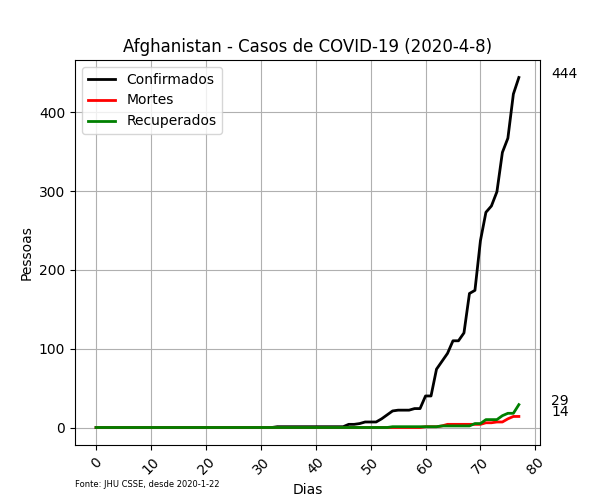 Afghanistan - Casos de COVID-19 (2020-4-8)
Confirmados
Mortes
Recuperados
444
400
300
200
100
0
29
14
Pessoas
0 10 20 30 40 50 60 70 80
Fonte: JHU CSSE, desde 2020-1-22
Dias